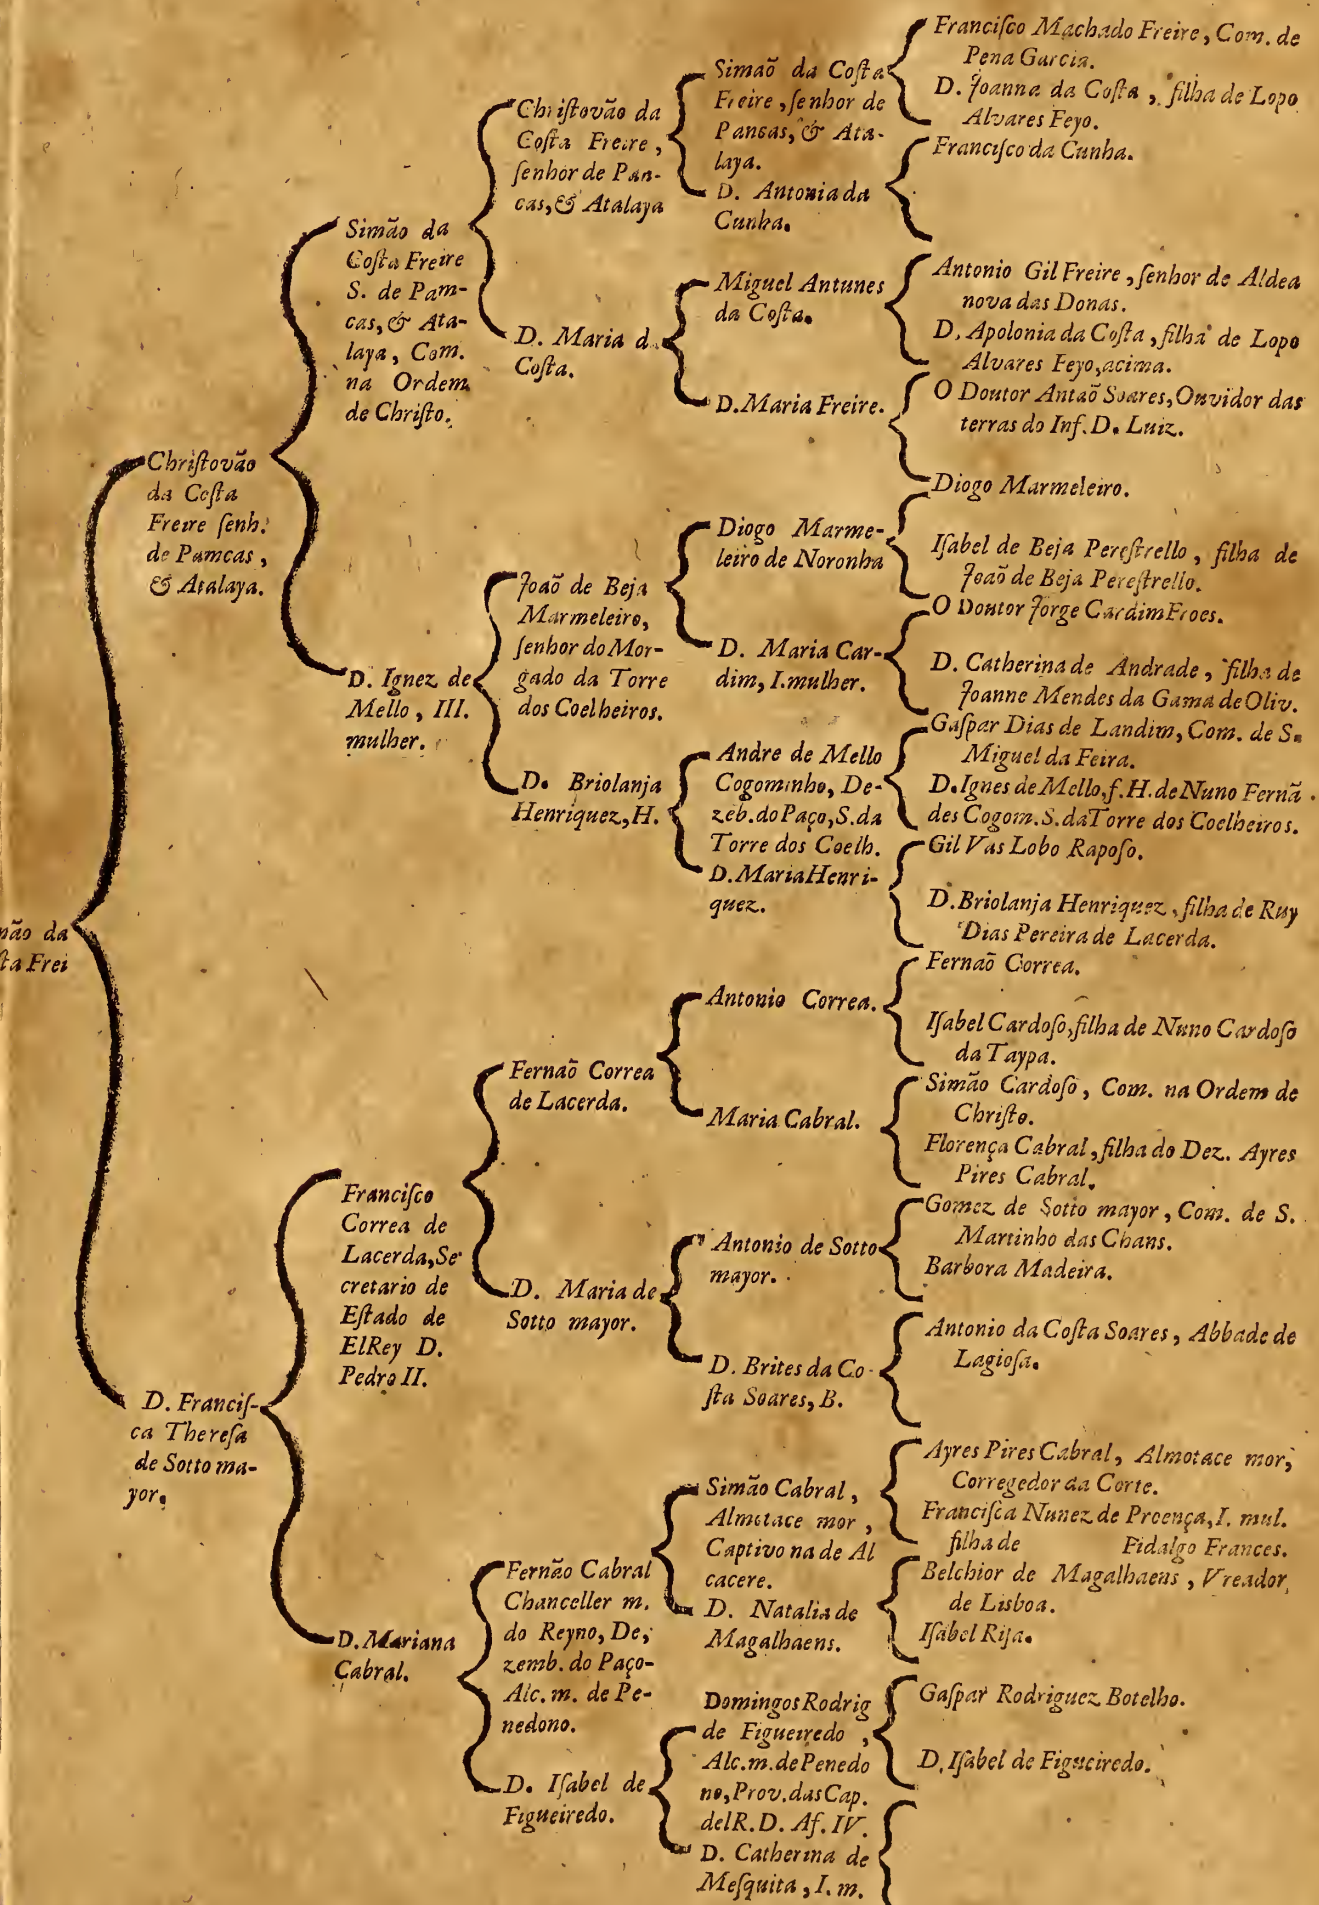 não da
ſta Frei
Chriſtovão
da Coſta
Freire ſenh.
de Pamcas,
& Atalaya.
D. Franciſ-
ca Thereſa
de Sotto ma-
yor.
Simão da
Coſta Freire
S. de Pam-
cas, & Ata-
laya, Com.
na Ordem
de Chriſto.
D. Ignez de
Mello, III.
mulher.
Franciſco
Correa de
Lacerda, Se-
cretario de
Eſtado de
ElRey D.
Pedro II.
D. Mariana
Cabral.
Chriſtovão da
Coſta Freire,
ſenhor de Pan-
cas, & Atalaya
D. Maria da
Coſta.
Joaõ de Beja
Marmeleiro,
ſenhor do Mor-
gado da Torre
dos Coelheiros.
D. Briolanja
Henriquez, H.
Fernaõ Correa
de Lacerda.
D. Maria de
Sotto mayor.
Fernão Cabral
Chanceller m.
do Reyno, De,
zemb. do Paço-
Alc. m. de Pe-
nedono.
D. Iſabel de
Figueiredo.
Simaõ da Coſta
Freire, ſenhor de
Pancas, & Ata-
laya.
D. Antonia da
Cunha.
Miguel Antunes
da Coſta.
D. Maria Freire.
Diogo Marme-
leiro de Noronha
D. Maria Car-
dim, I. mulher.
Andre de Mello
Cogominho, De-
zeb. do Paço, S. da
Torre dos Coelh.
D. Maria Henri-
quez.
Antonio Correa.
Maria Cabral.
Antonio de Sotto
mayor.
D. Brites da Co-
ſta Soares, B.
Simão Cabral,
Almotace mor,
Captivo na de Al
cacere.
D. Natalia de
Magalhaens.
Domingos Rodrig
de Figueiredo,
Alc. m. de Penedo
no, Prov. das Cap.
delR. D. Af. IV.
D. Catherina de
Meſquita, I. m.
Franciſco Machado Freire, Com. de
Pena Garcia.
D. Joanna da Coſta, filha de Lopo
Alvares Feyo.
Franciſco da Cunha.
Antonio Gil Freire, ſenhor de Aldea
nova das Donas.
D. Apolonia da Coſta, filha de Lopo
Alvares Feyo, acima.
O Doutor Antaõ Soares, Ouvidor das
terras do Inf. D. Luiz.
Diogo Marmeleiro.
Iſabel de Beja Pereſtrello, filha de
Joaõ de Beja Pereſtrello.
O Doutor Jorge Cardim Froes.
D. Catherina de Andrade, filha de
Joanne Mendes da Gama de Oliv.
Gaſpar Dias de Landim, Com. de S.
Miguel da Feira.
D. Ignes de Mello, f. H. de Nuno Fernã
des Cogom. S. da Torre dos Coelheiros.
Gil Vas Lobo Rapoſo.
D. Briolanja Henriquez, filha de Ruy
Dias Pereira de Lacerda.
Fernaõ Correa.
Iſabel Cardoſo, filha de Nuno Cardoſo
da Taypa.
Simão Cardoſo, Com. na Ordem de
Chriſto.
Florença Cabral, filha do Dez. Ayres
Pires Cabral.
Gomez de Sotto mayor, Com. de S.
Martinho das Chans.
Barbora Madeira.
Antonio da Coſta Soares, Abbade de
Lagioſa.
Ayres Pires Cabral, Almotace mor,
Corregedor da Corte.
Franciſca Nunez de Proença, I. mul.
filha de Fidalgo Frances.
Belchior de Magalhaens, Vreador,
de Lisboa.
Iſabel Rija.
Gaſpar Rodriguez Botelho.
D. Iſabel de Figueiredo.